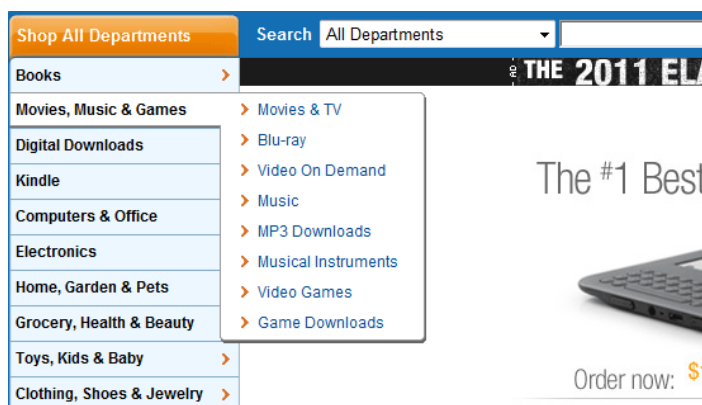 Shop All Departments
Search All Departments
Books
Movies, Music & Games
Digital Downloads
Kindle
Computers & Office
Electronics
Home, Garden & Pets
Grocery, Health & Beauty
Toys, Kids & Baby
Clothing, Shoes & Jewelry
Movies & TV
Blu-ray
Video On Demand
Music
MP3 Downloads
Musical Instruments
Video Games
Game Downloads
AD
THE 2011
The #1 Best
Order now: